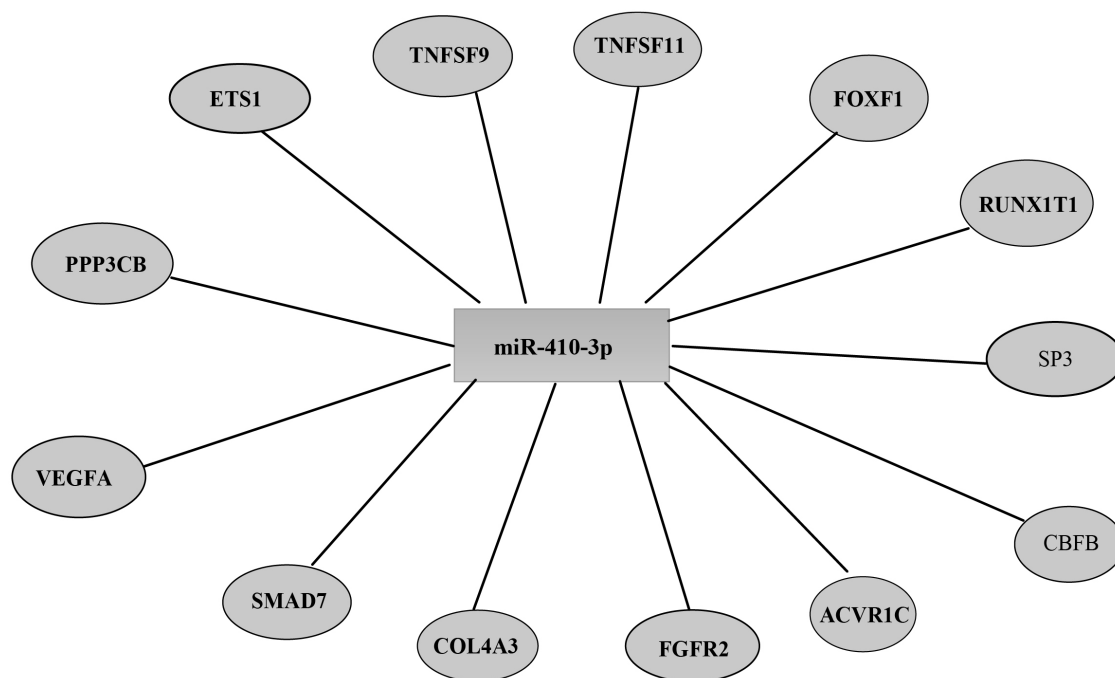 TNFSF9
TNFSF11
ETS1
FOXF1
RUNX1T1
PPP3CB
miR-410-3p
SP3
VEGFA
CBFB
SMAD7
ACVR1C
COL4A3
FGFR2